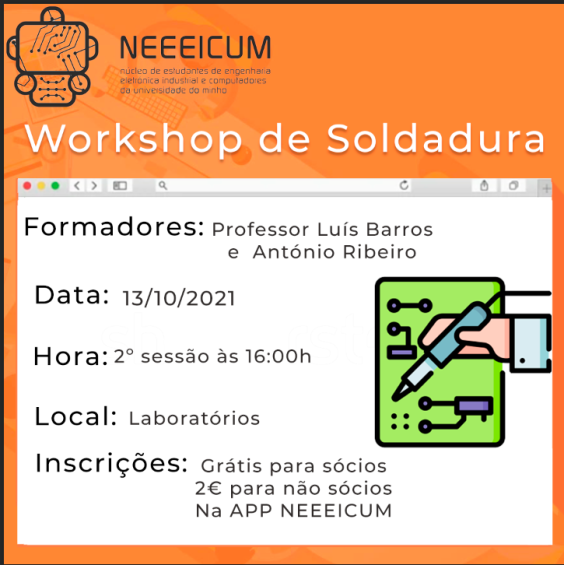 NEEEICUM
núcleo de estudantes de engenharia
eletrónica industrial e computadores
da universidade do minho
Workshop de Soldadura
Formadores: Professor Luís Barros
e António Ribeiro
Data: 13/10/2021
Hora: 2º sessão às 16:00h
Local: Laboratórios
Inscrições: Grátis para sócios
2€ para não sócios
Na APP NEEEICUM